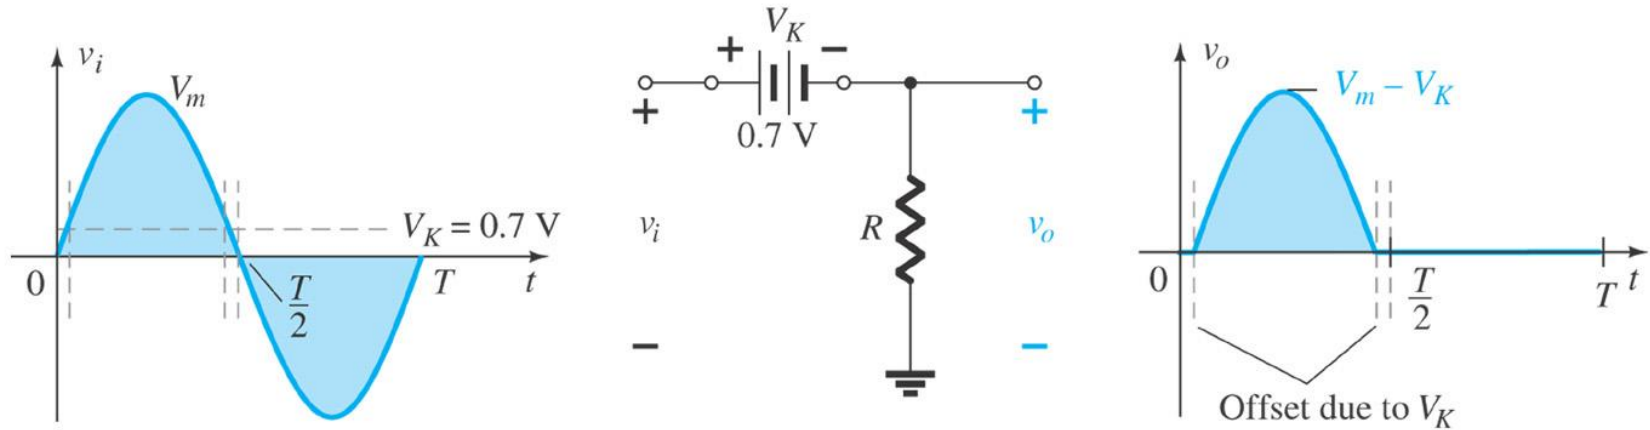 v_i
V_m
V_K = 0.7 V
0
T/2
T
t
V_K
+
−
0.7 V
+
+
v_i
R
v_o
−
−
v_o
V_m − V_K
0
T/2
T
t
Offset due to V_K